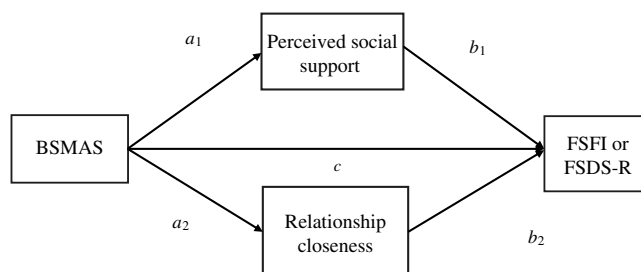 a1
Perceived social
support
b1
BSMAS
c
FSFI or
FSDS-R
a2
Relationship
closeness
b2